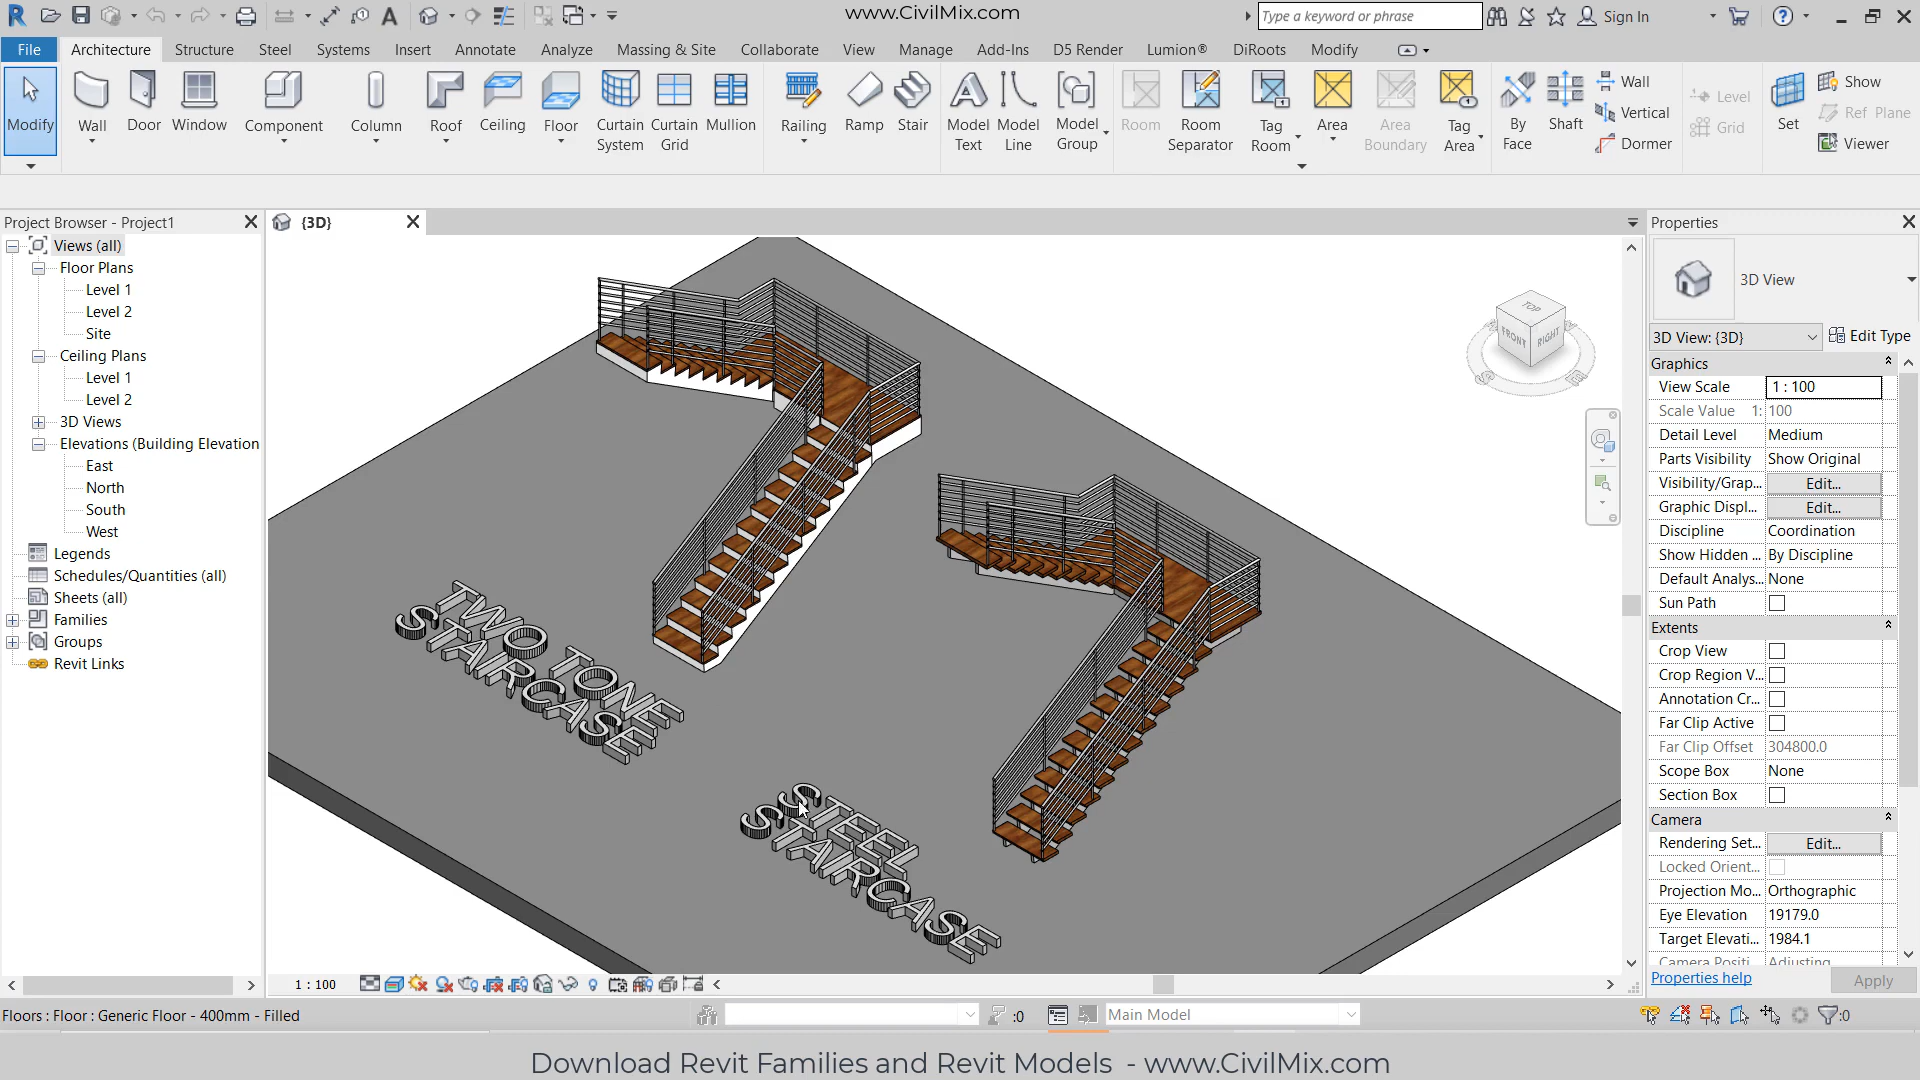 www.CivilMix.com
Type a keyword or phrase
Sign In
File Architecture Structure Steel Systems Insert Annotate Analyze Massing & Site Collaborate View Manage Add-Ins D5 Render Lumion® DiRoots Modify
Modify
Wall
Door
Window
Component
Column
Roof
Ceiling
Floor
Curtain System
Curtain Grid
Mullion
Railing
Ramp
Stair
Model Text
Model Line
Model Group
Room
Room Separator
Tag Room
Area
Area Boundary
Tag Area
By Face
Shaft
Wall
Vertical
Dormer
Level
Grid
Set
Show
Ref Plane
Viewer
Project Browser - Project1
Views (all)
Floor Plans
Level 1
Level 2
Site
Ceiling Plans
Level 1
Level 2
3D Views
Elevations (Building Elevation
East
North
South
West
Legends
Schedules/Quantities (all)
Sheets (all)
Families
Groups
Revit Links
{3D}
TOP
FRONT
RIGHT
TWO TONE
STAIRCASE
STEEL
STAIRCASE
Properties
3D View
3D View: {3D}
Edit Type
Graphics
View Scale 1 : 100
Scale Value 1: 100
Detail Level Medium
Parts Visibility Show Original
Visibility/Grap... Edit...
Graphic Displ... Edit...
Discipline Coordination
Show Hidden ... By Discipline
Default Analys... None
Sun Path
Extents
Crop View
Crop Region V...
Annotation Cr...
Far Clip Active
Far Clip Offset 304800.0
Scope Box None
Section Box
Camera
Rendering Set... Edit...
Locked Orient...
Projection Mo... Orthographic
Eye Elevation 19179.0
Target Elevati... 1984.1
Camera Positi... Adjusting
Properties help
Apply
1 : 100
Floors : Floor : Generic Floor - 400mm - Filled
:0
Main Model
:0
Download Revit Families and Revit Models - www.CivilMix.com